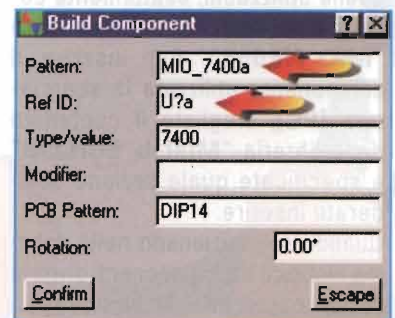 Build Component
Pattern: MIO_7400a
Ref ID: U?a
Type/value: 7400
Modifier:
PCB Pattern: DIP14
Rotation: 0.00°
Confirm Escape